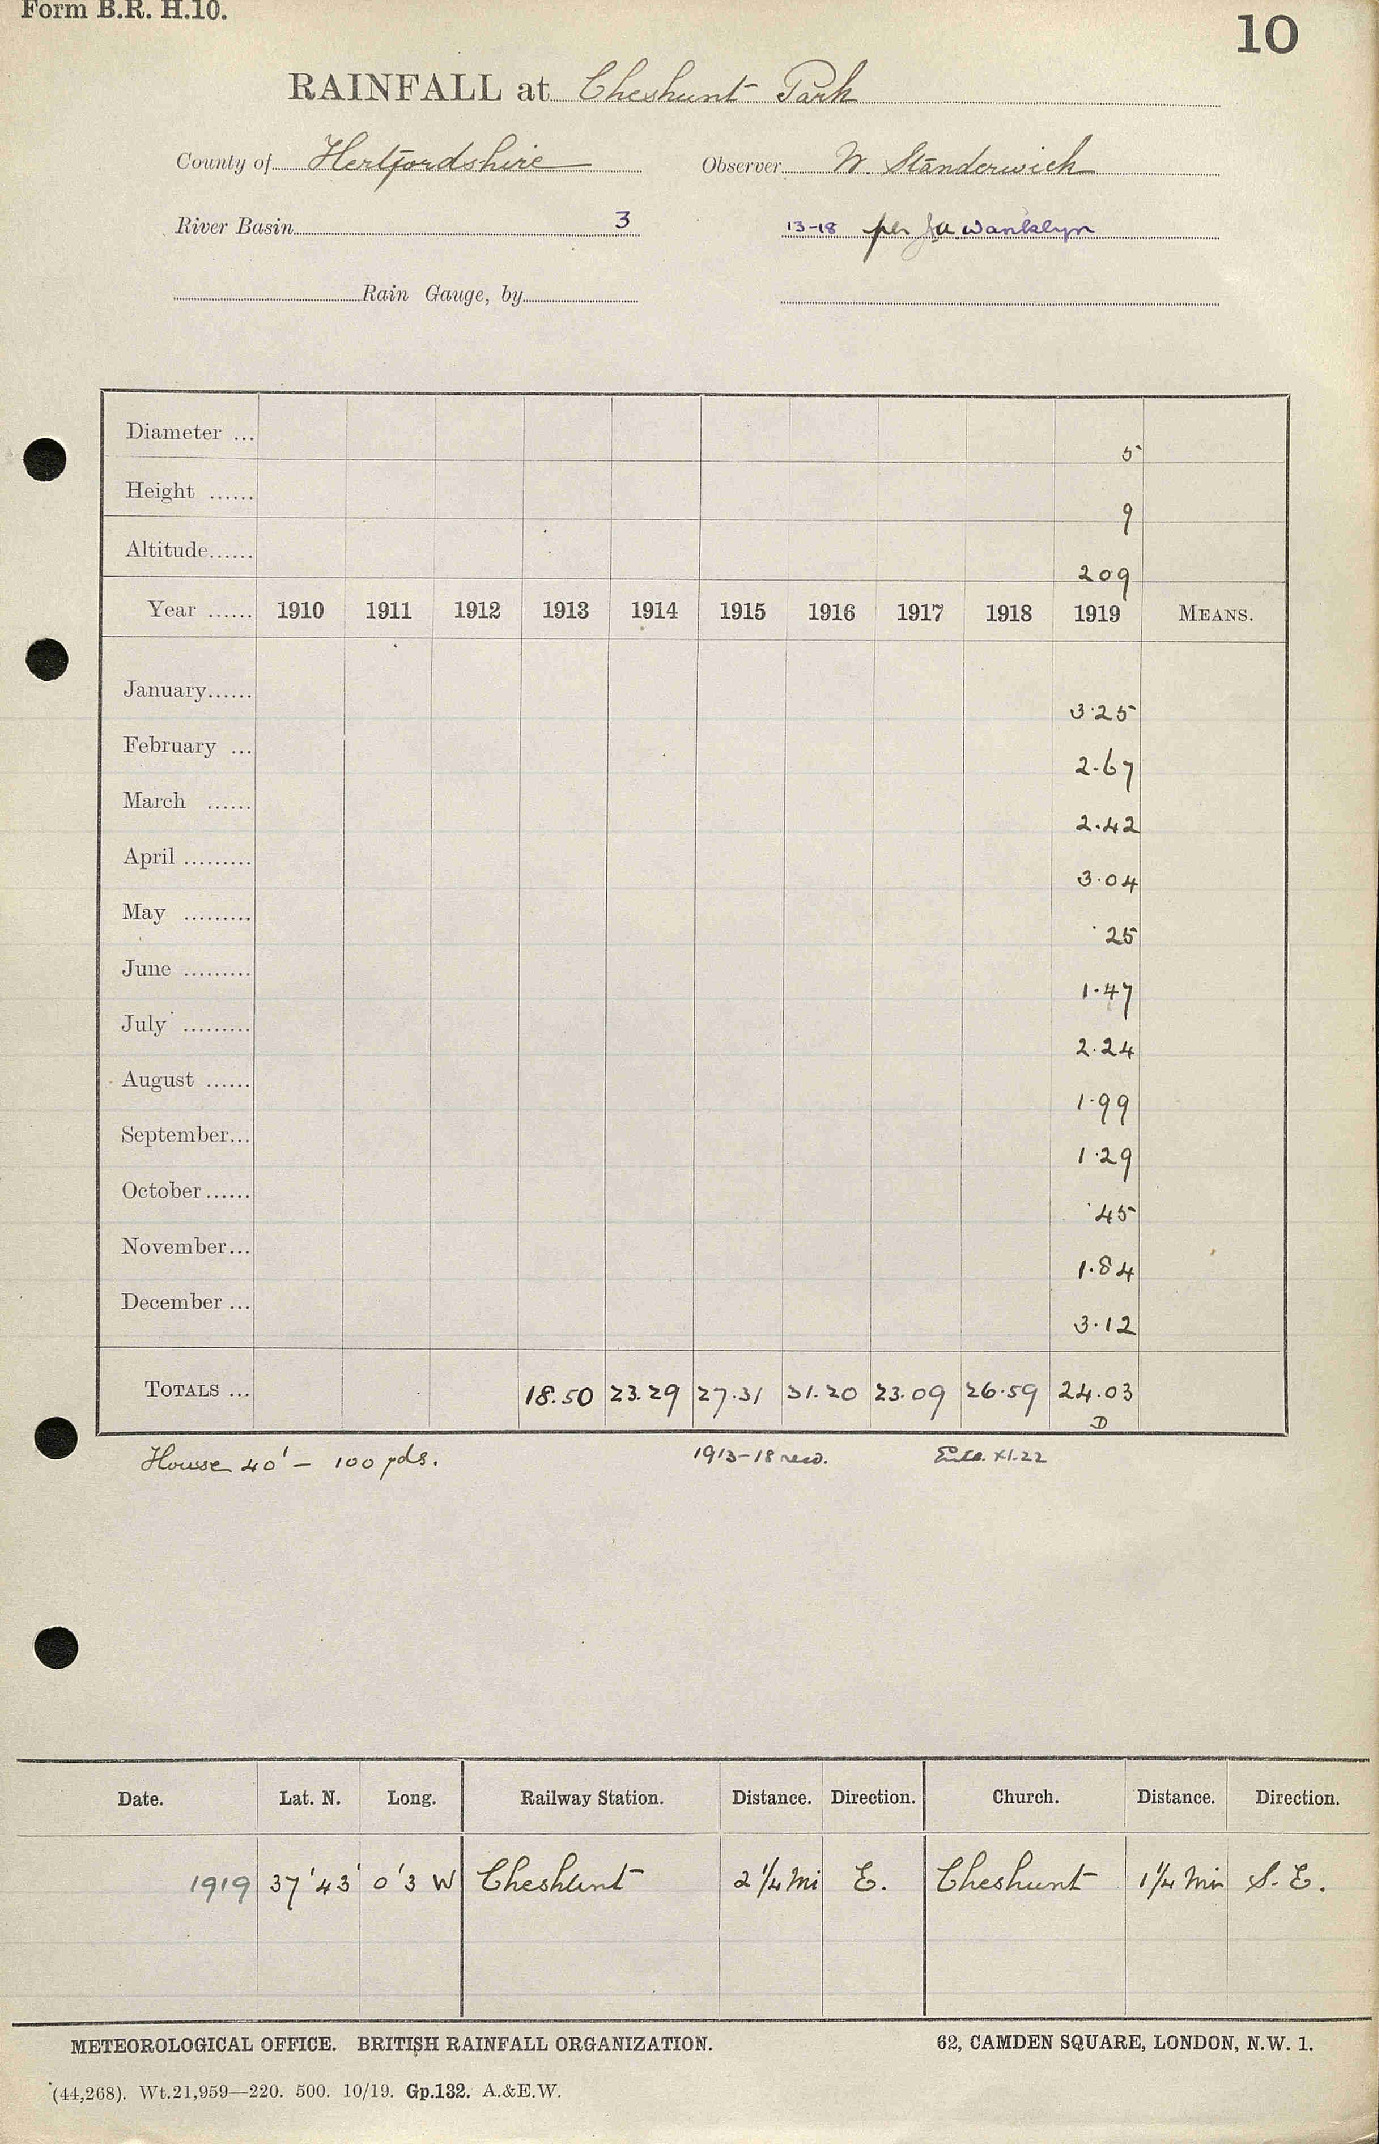 Form B.R. H.10.
10
RAINFALL at Cheshunt Park
County of Hertfordshire Observer W. Standerwich
River Basin 3 13-18 per J.A. Wanklyn
Rain Gauge, by
Diameter ... 5
Height ...... 9
Altitude...... 209
Year ...... 1910 1911 1912 1913 1914 1915 1916 1917 1918 1919 MEANS.
January...... 3.25
February ... 2.67
March ...... 2.42
April ......... 3.04
May ......... .25
June ......... 1.47
July ......... 2.24
August ...... 1.99
September... 1.29
October ...... .45
November... 1.84
December ... 3.12
TOTALS ... 18.50 23.29 27.31 31.20 23.09 26.59 24.03
D
House 40' - 100 yds. 1913-18 recd. XI.22
Date. Lat. N. Long. Railway Station. Distance. Direction. Church. Distance. Direction.
1919 37' 43' 0'3 W Cheshunt 2 1/4 Mi E. Cheshunt 1 1/4 Mi S. E.
METEOROLOGICAL OFFICE. BRITISH RAINFALL ORGANIZATION. 62, CAMDEN SQUARE, LONDON, N.W. 1.
(44,268). Wt.21,959—220. 500. 10/19. Gp.132. A.&E.W.